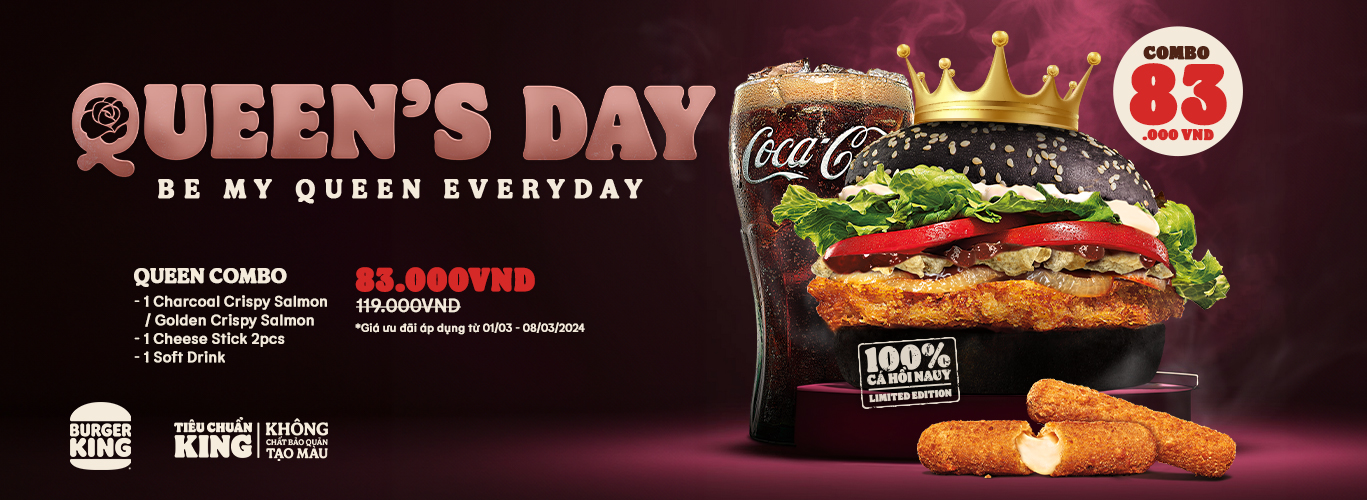 QUEEN'S DAY
BE MY QUEEN EVERYDAY
QUEEN COMBO
- 1 Charcoal Crispy Salmon
/ Golden Crispy Salmon
- 1 Cheese Stick 2pcs
- 1 Soft Drink
83.000VND
119.000VND
*Giá ưu đãi áp dụng từ 01/03 - 08/03/2024
BURGER
KING
TIÊU CHUẨN
KING
KHÔNG
CHẤT BẢO QUẢN
TẠO MÀU
Coca-C
COMBO
83
.000 VND
100%
CÁ HỒI NAUY
LIMITED EDITION